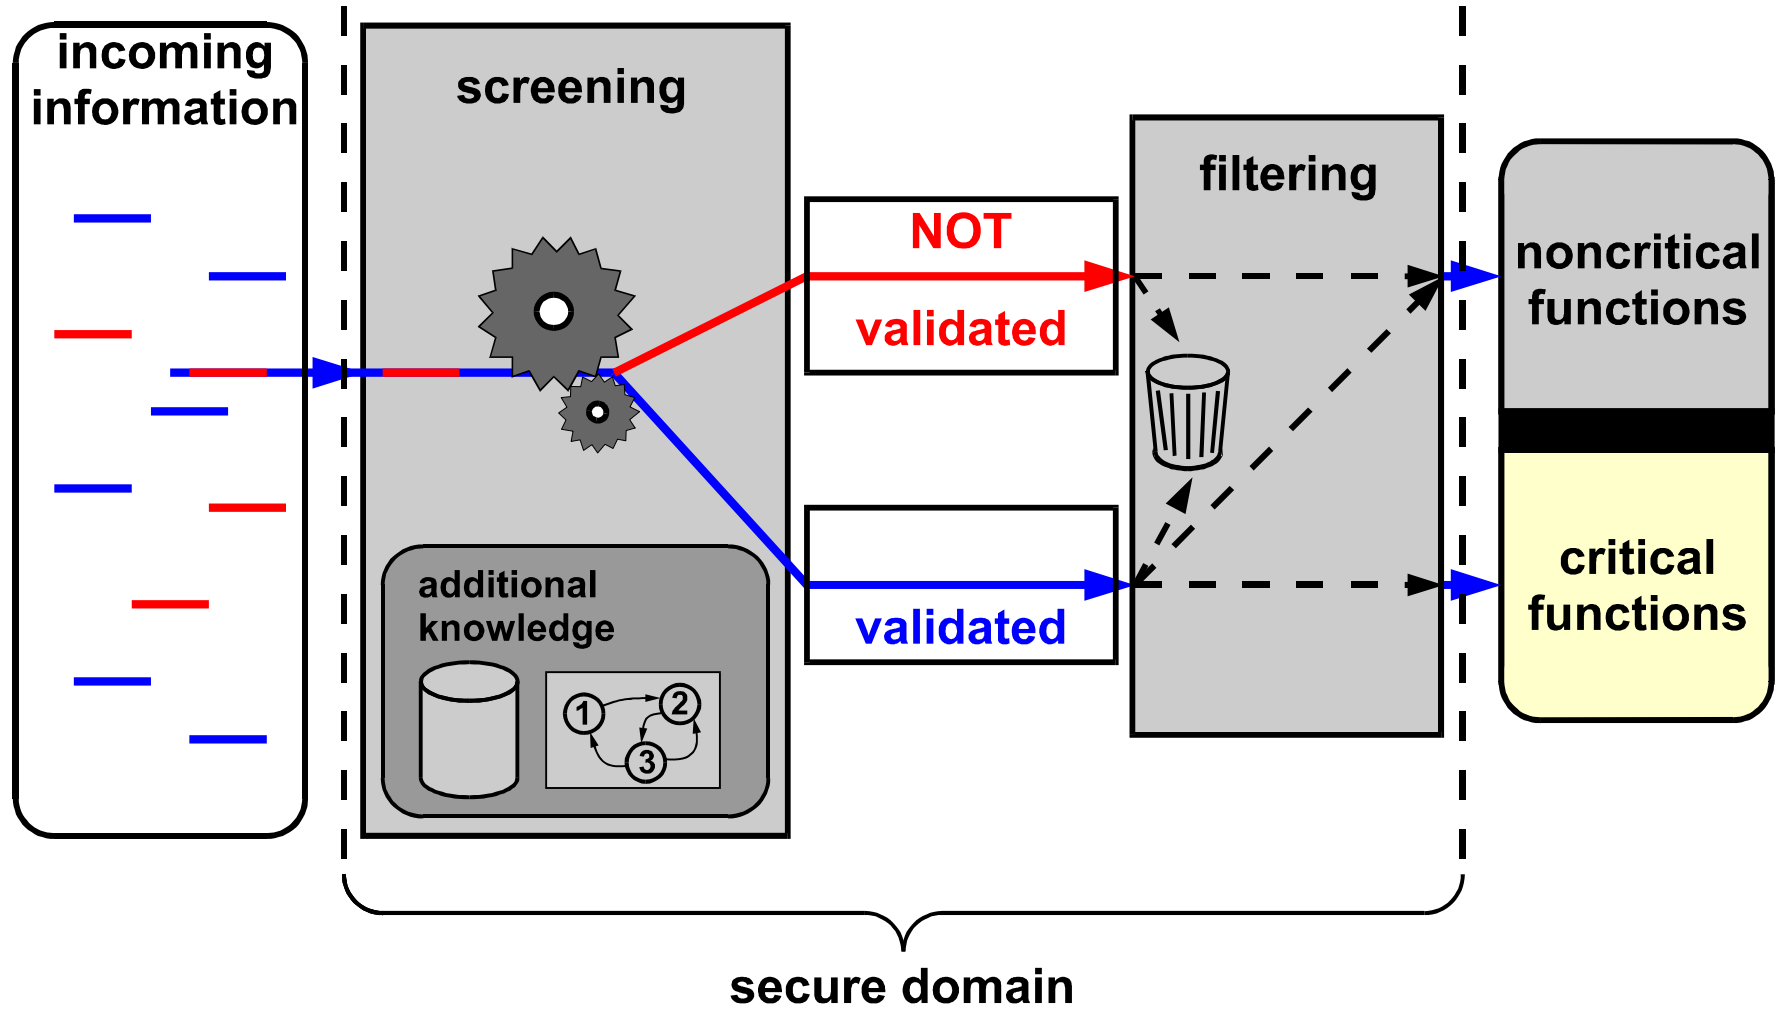 incoming
information
screening
additional
knowledge
1
2
3
NOT
validated
validated
filtering
noncritical
functions
critical
functions
secure domain